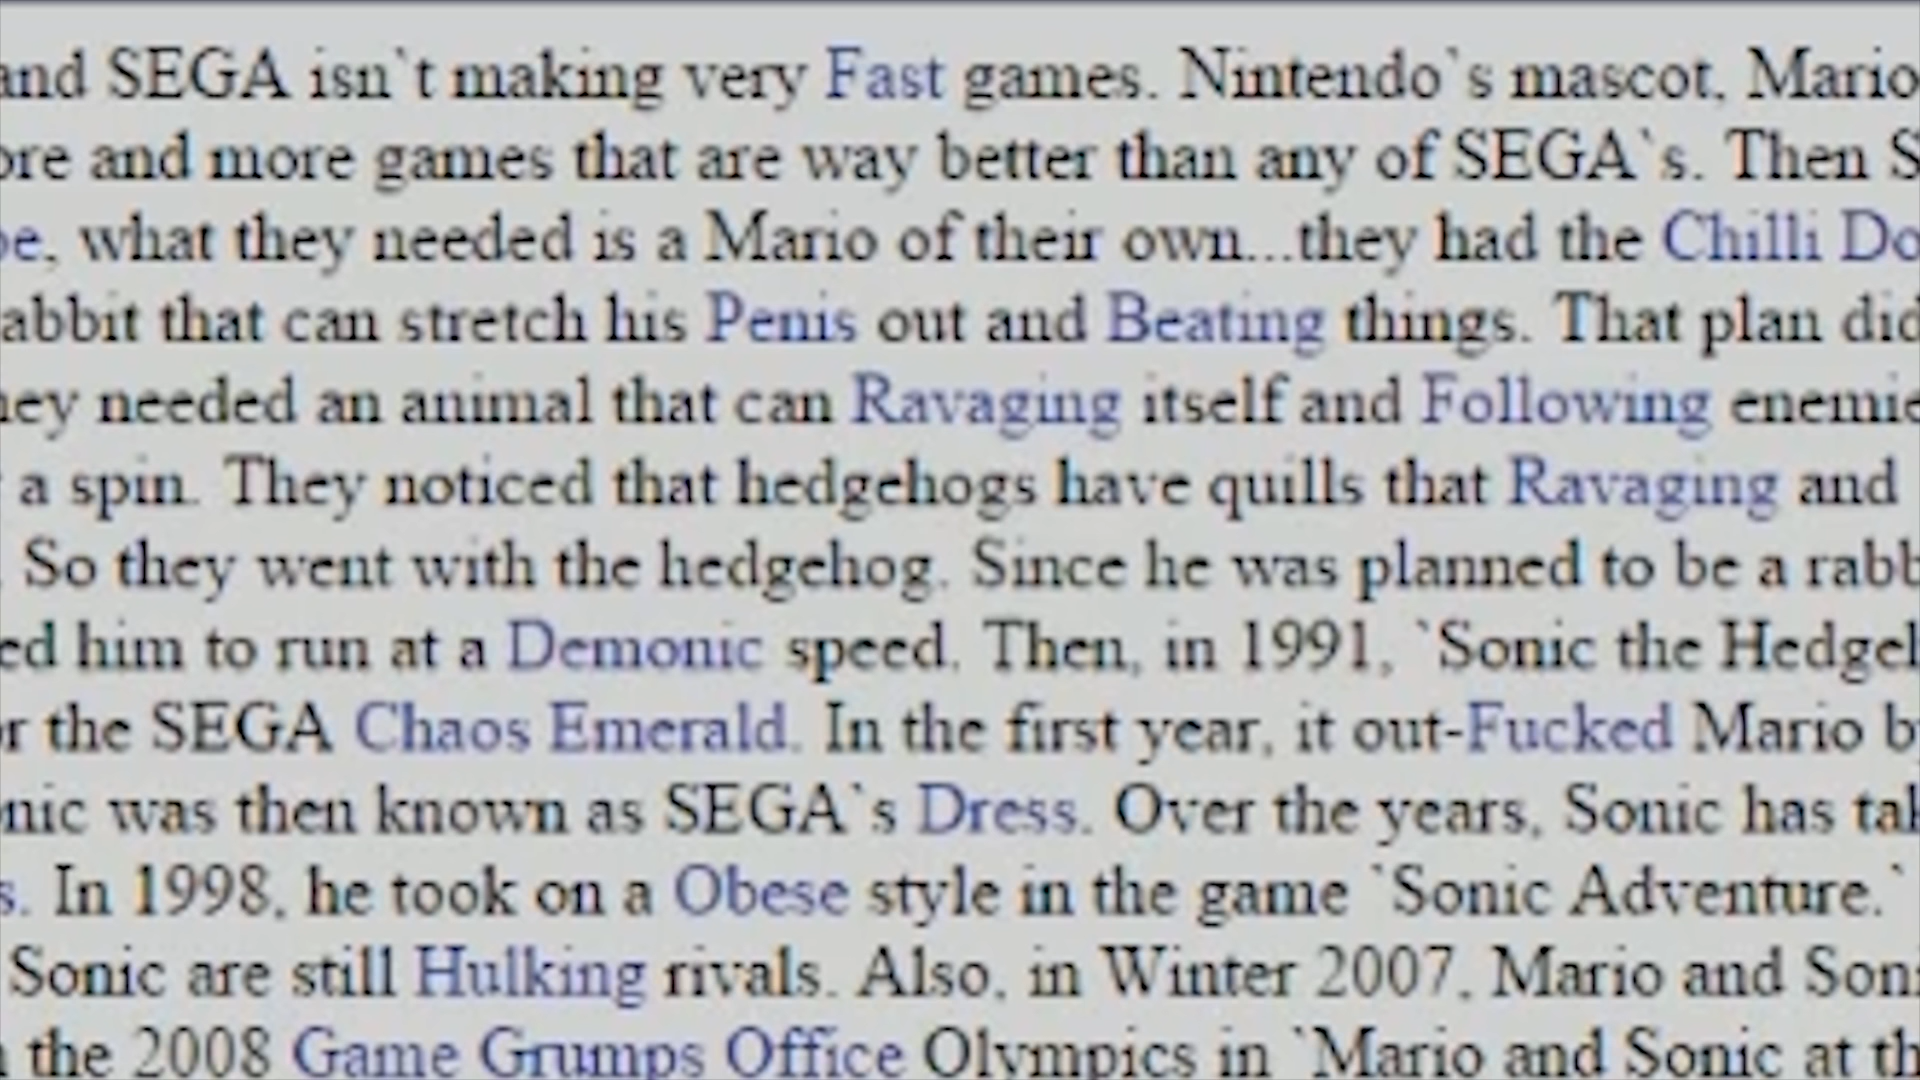 and SEGA isn`t making very Fast games. Nintendo`s mascot, Mario
ore and more games that are way better than any of SEGA`s. Then S
pe, what they needed is a Mario of their own...they had the Chilli Do
abbit that can stretch his Penis out and Beating things. That plan did
hey needed an animal that can Ravaging itself and Following enemie
a spin. They noticed that hedgehogs have quills that Ravaging and
. So they went with the hedgehog. Since he was planned to be a rabb
ed him to run at a Demonic speed. Then, in 1991, `Sonic the Hedgeh
or the SEGA Chaos Emerald. In the first year, it out-Fucked Mario by
onic was then known as SEGA`s Dress. Over the years, Sonic has tak
s. In 1998, he took on a Obese style in the game `Sonic Adventure.`
Sonic are still Hulking rivals. Also, in Winter 2007, Mario and Soni
n the 2008 Game Grumps Office Olympics in `Mario and Sonic at th